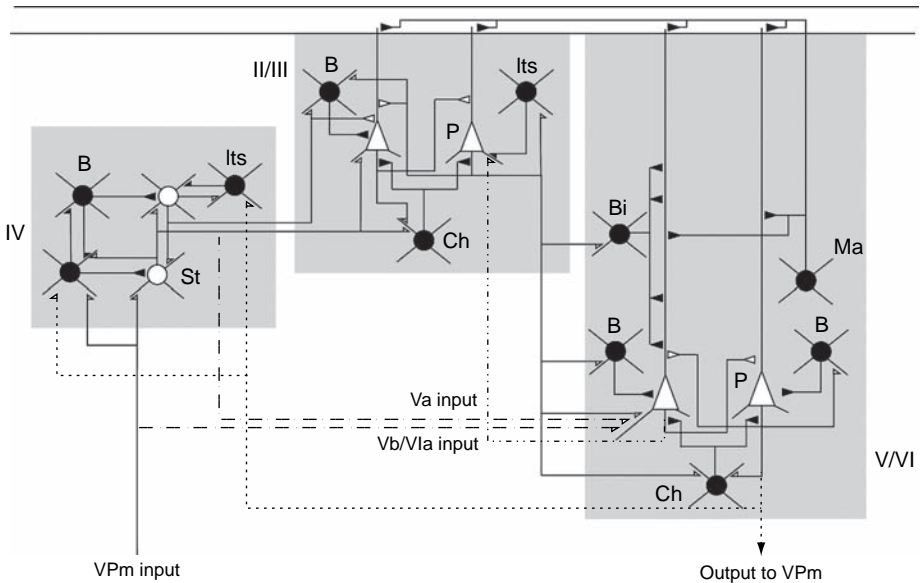 II/III
B
lts
P
B
lts
IV
St
Ch
Bi
Ma
B
B
P
Va input
Vb/VIa input
V/VI
Ch
VPm input
Output to VPm